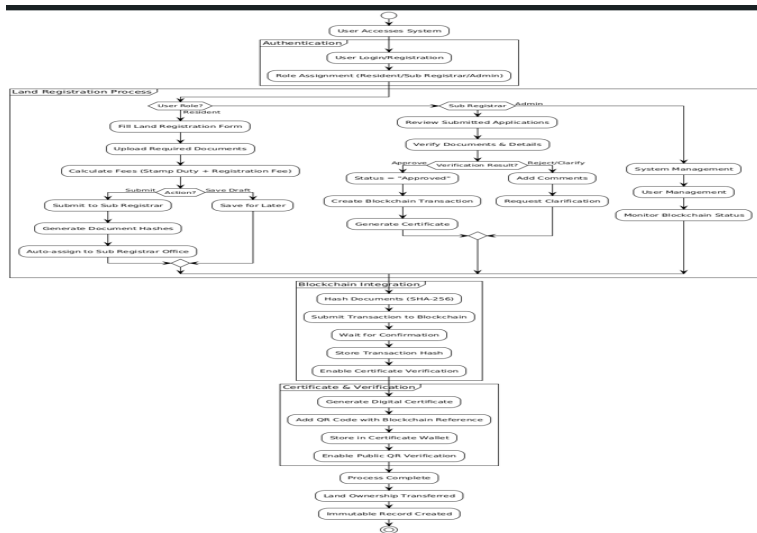 User Accesses System
Authentication
User Login/Registration
Role Assignment (Resident/Sub Registrar/Admin)
Land Registration Process
User Role?
Resident
Fill Land Registration Form
Upload Required Documents
Calculate Fees (Stamp Duty + Registration Fee)
Submit
Action?
Save Draft
Submit to Sub Registrar
Save for Later
Generate Document Hashes
Auto-assign to Sub Registrar Office
Sub Registrar
Admin
Review Submitted Applications
Verify Documents & Details
Approve
Verification Result?
Reject/Clarify
Status = "Approved"
Add Comments
Create Blockchain Transaction
Request Clarification
Generate Certificate
System Management
User Management
Monitor Blockchain Status
Blockchain Integration
Hash Documents (SHA-256)
Submit Transaction to Blockchain
Wait for Confirmation
Store Transaction Hash
Enable Certificate Verification
Certificate & Verification
Generate Digital Certificate
Add QR Code with Blockchain Reference
Store in Certificate Wallet
Enable Public QR Verification
Process Complete
Land Ownership Transferred
Immutable Record Created